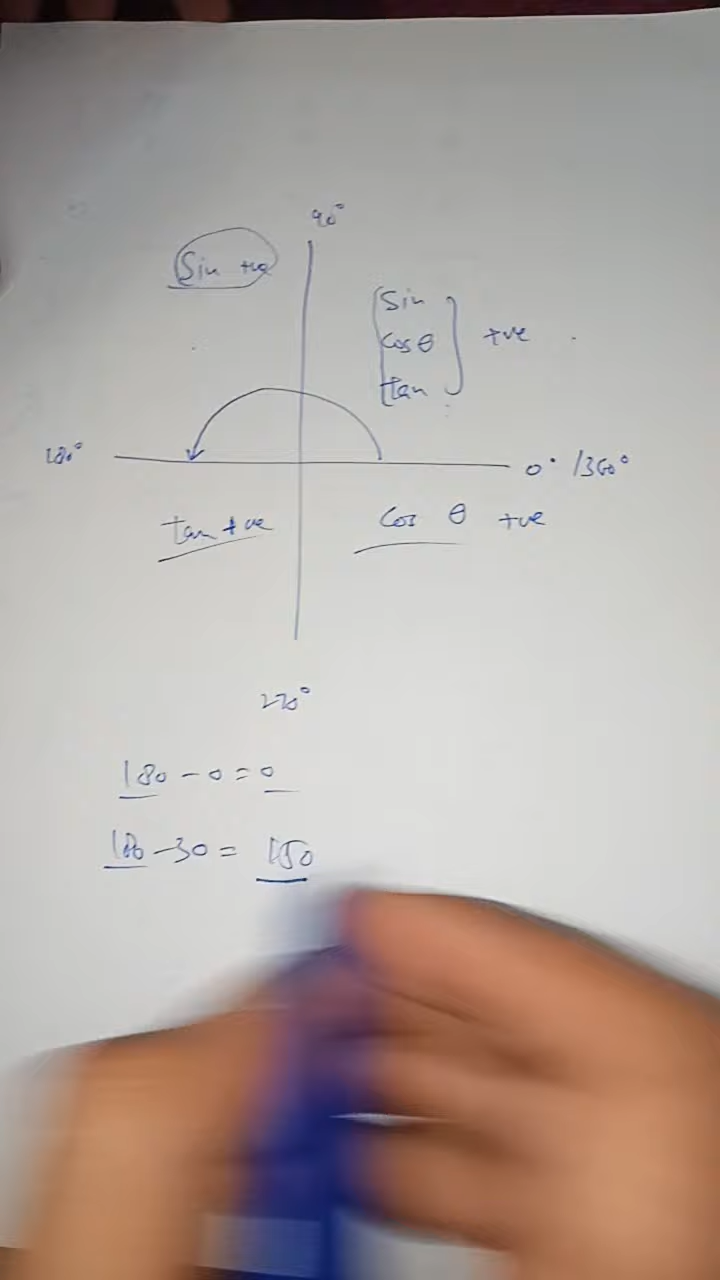 90°
Sin +ve
Sin
Cos θ
tan
+ve
180°
0° /360°
tan +ve
Cos θ +ve
270°
180 - 0 = 0
180 - 30 = 150